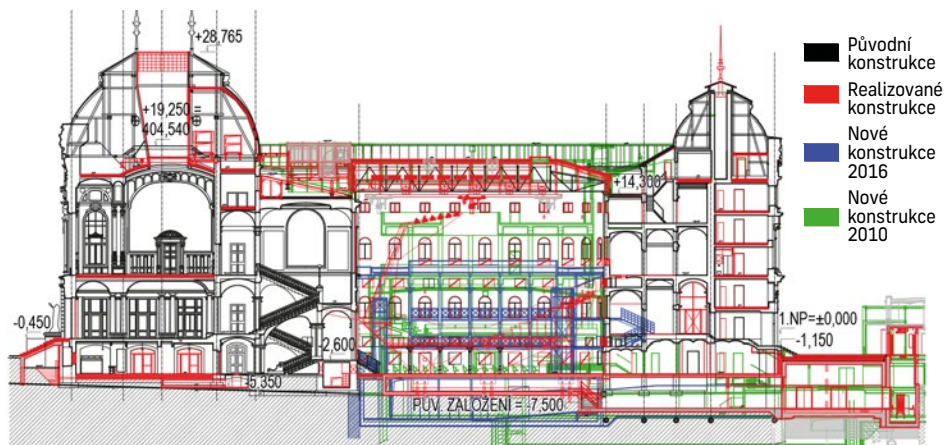 +28,765
+19,250 =
404,540
+14,300
-0,450
2,600
-5,350
PŮV. ZALOŽENÍ = -7,500
1.NP=±0,000
-1,150
Původní
konstrukce
Realizované
konstrukce
Nové
konstrukce
2016
Nové
konstrukce
2010